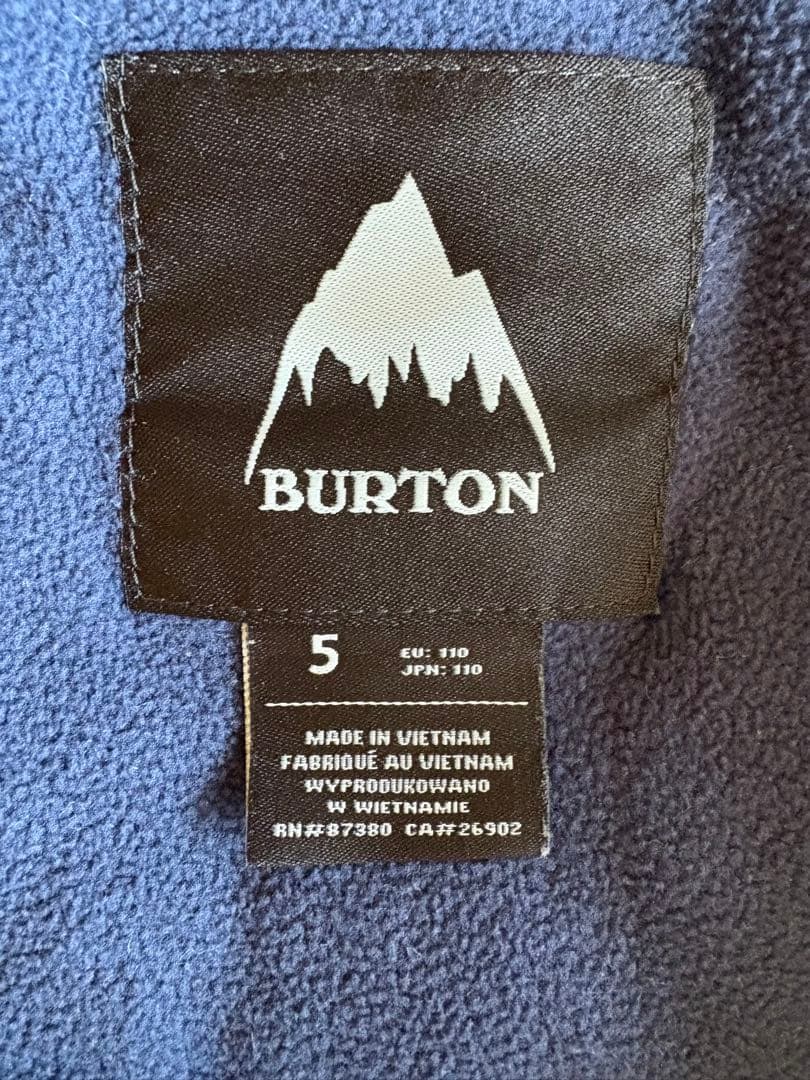 BURTON
5
EU: 110
JPN: 110
MADE IN VIETNAM
FABRIQUÉ AU VIETNAM
WYPRODUKOWANO
W WIETNAMIE
RN#87380 CA#26902